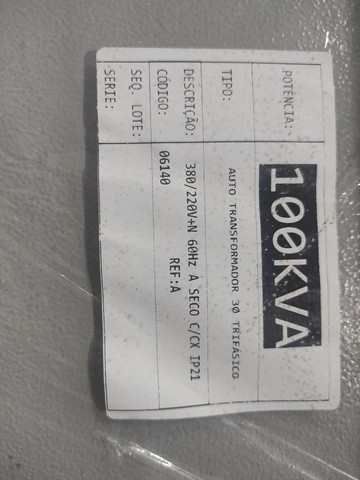 POTÊNCIA: 100KVA
TIPO: AUTO TRANSFORMADOR 3Ø TRIFÁSICO
DESCRIÇÃO: 380/220V+N 60Hz A SECO C/CX IP21
REF:A
CÓDIGO: 06140
SEQ. LOTE:
SÉRIE: